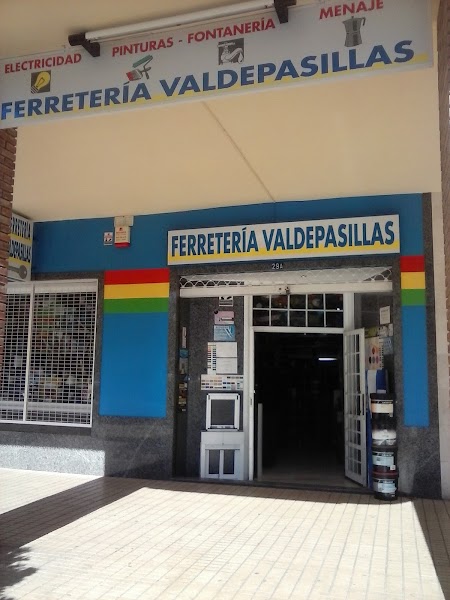 ELECTRICIDAD
PINTURAS - FONTANERÍA
MENAJE
FERRETERÍA VALDEPASILLAS
FERRETERÍA VALDEPASILLAS
29A